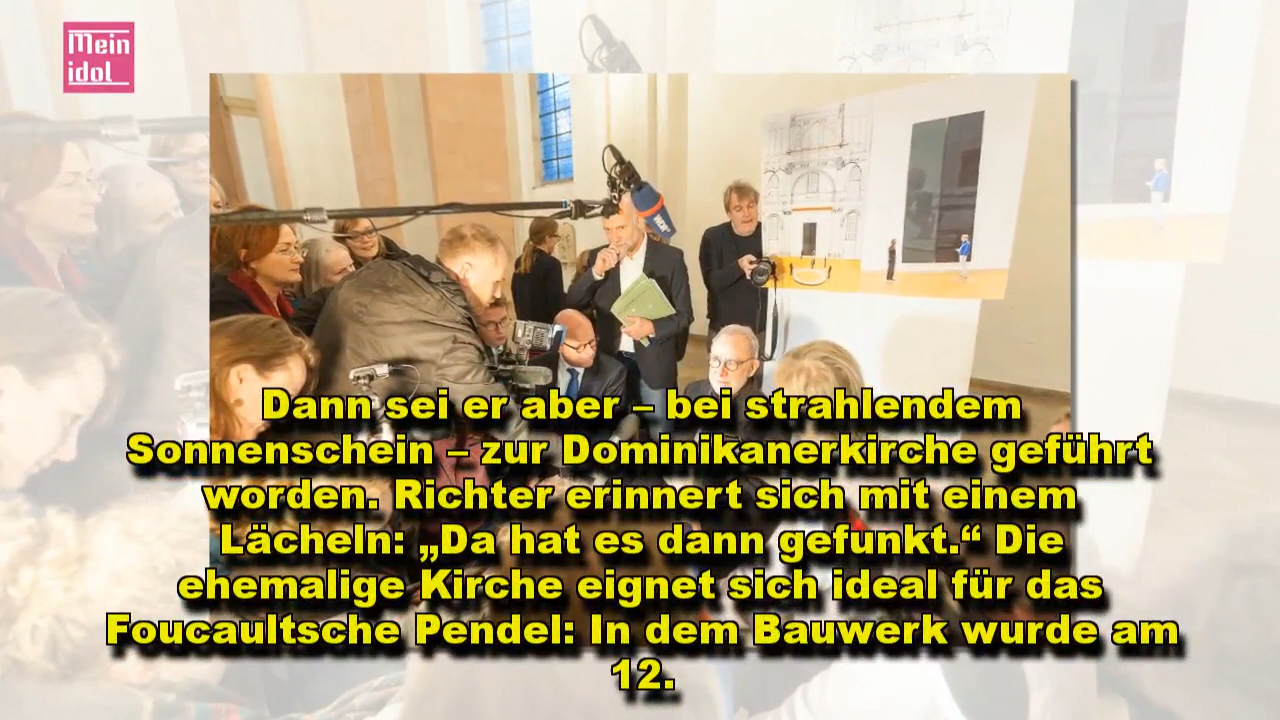 Mein
idol
Dann sei er aber – bei strahlendem
Sonnenschein – zur Dominikanerkirche geführt
worden. Richter erinnert sich mit einem
Lächeln: „Da hat es dann gefunkt.“ Die
ehemalige Kirche eignet sich ideal für das
Foucaultsche Pendel: In dem Bauwerk wurde am
12.